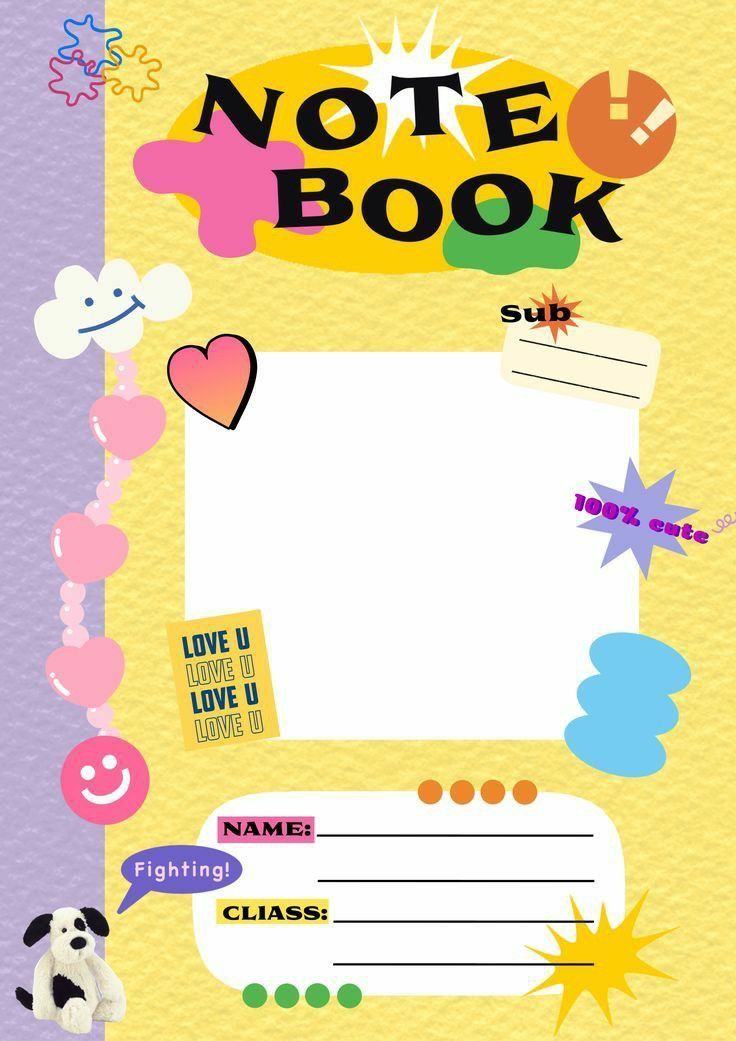 NOTE
BOOK
Sub
100% cute
LOVE U
LOVE U
LOVE U
LOVE U
NAME:
Fighting!
CLIASS: